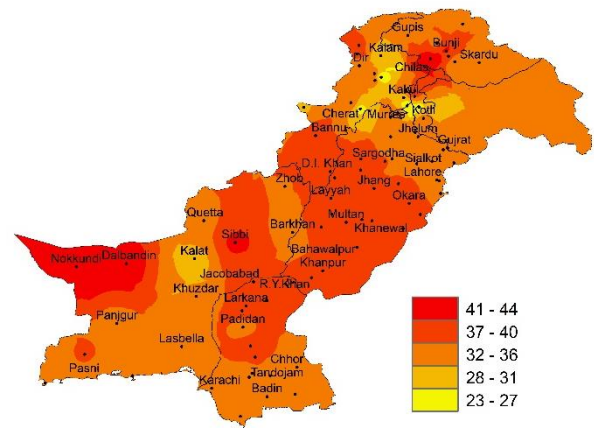 Gupis
Bunji
Kalam
Dir
Skardu
Chilas
Kakul
Kotli
Cherat
Murree
Bannu
Jhelum
Gujrat
Sargodha
Sialkot
D.I. Khan
Lahore
Zhob
Jhang
Layyah
Okara
Quetta
Multan
Barkhan
Khanewal
Sibbi
Kalat
Bahawalpur
Nokkundi
Dalbandin
Khanpur
Jacobabad
R.Y.Khan
Khuzdar
Larkana
Panjgur
Padidan
Lasbella
Chhor
Pasni
Tandojam
Karachi
Badin
41 - 44
37 - 40
32 - 36
28 - 31
23 - 27